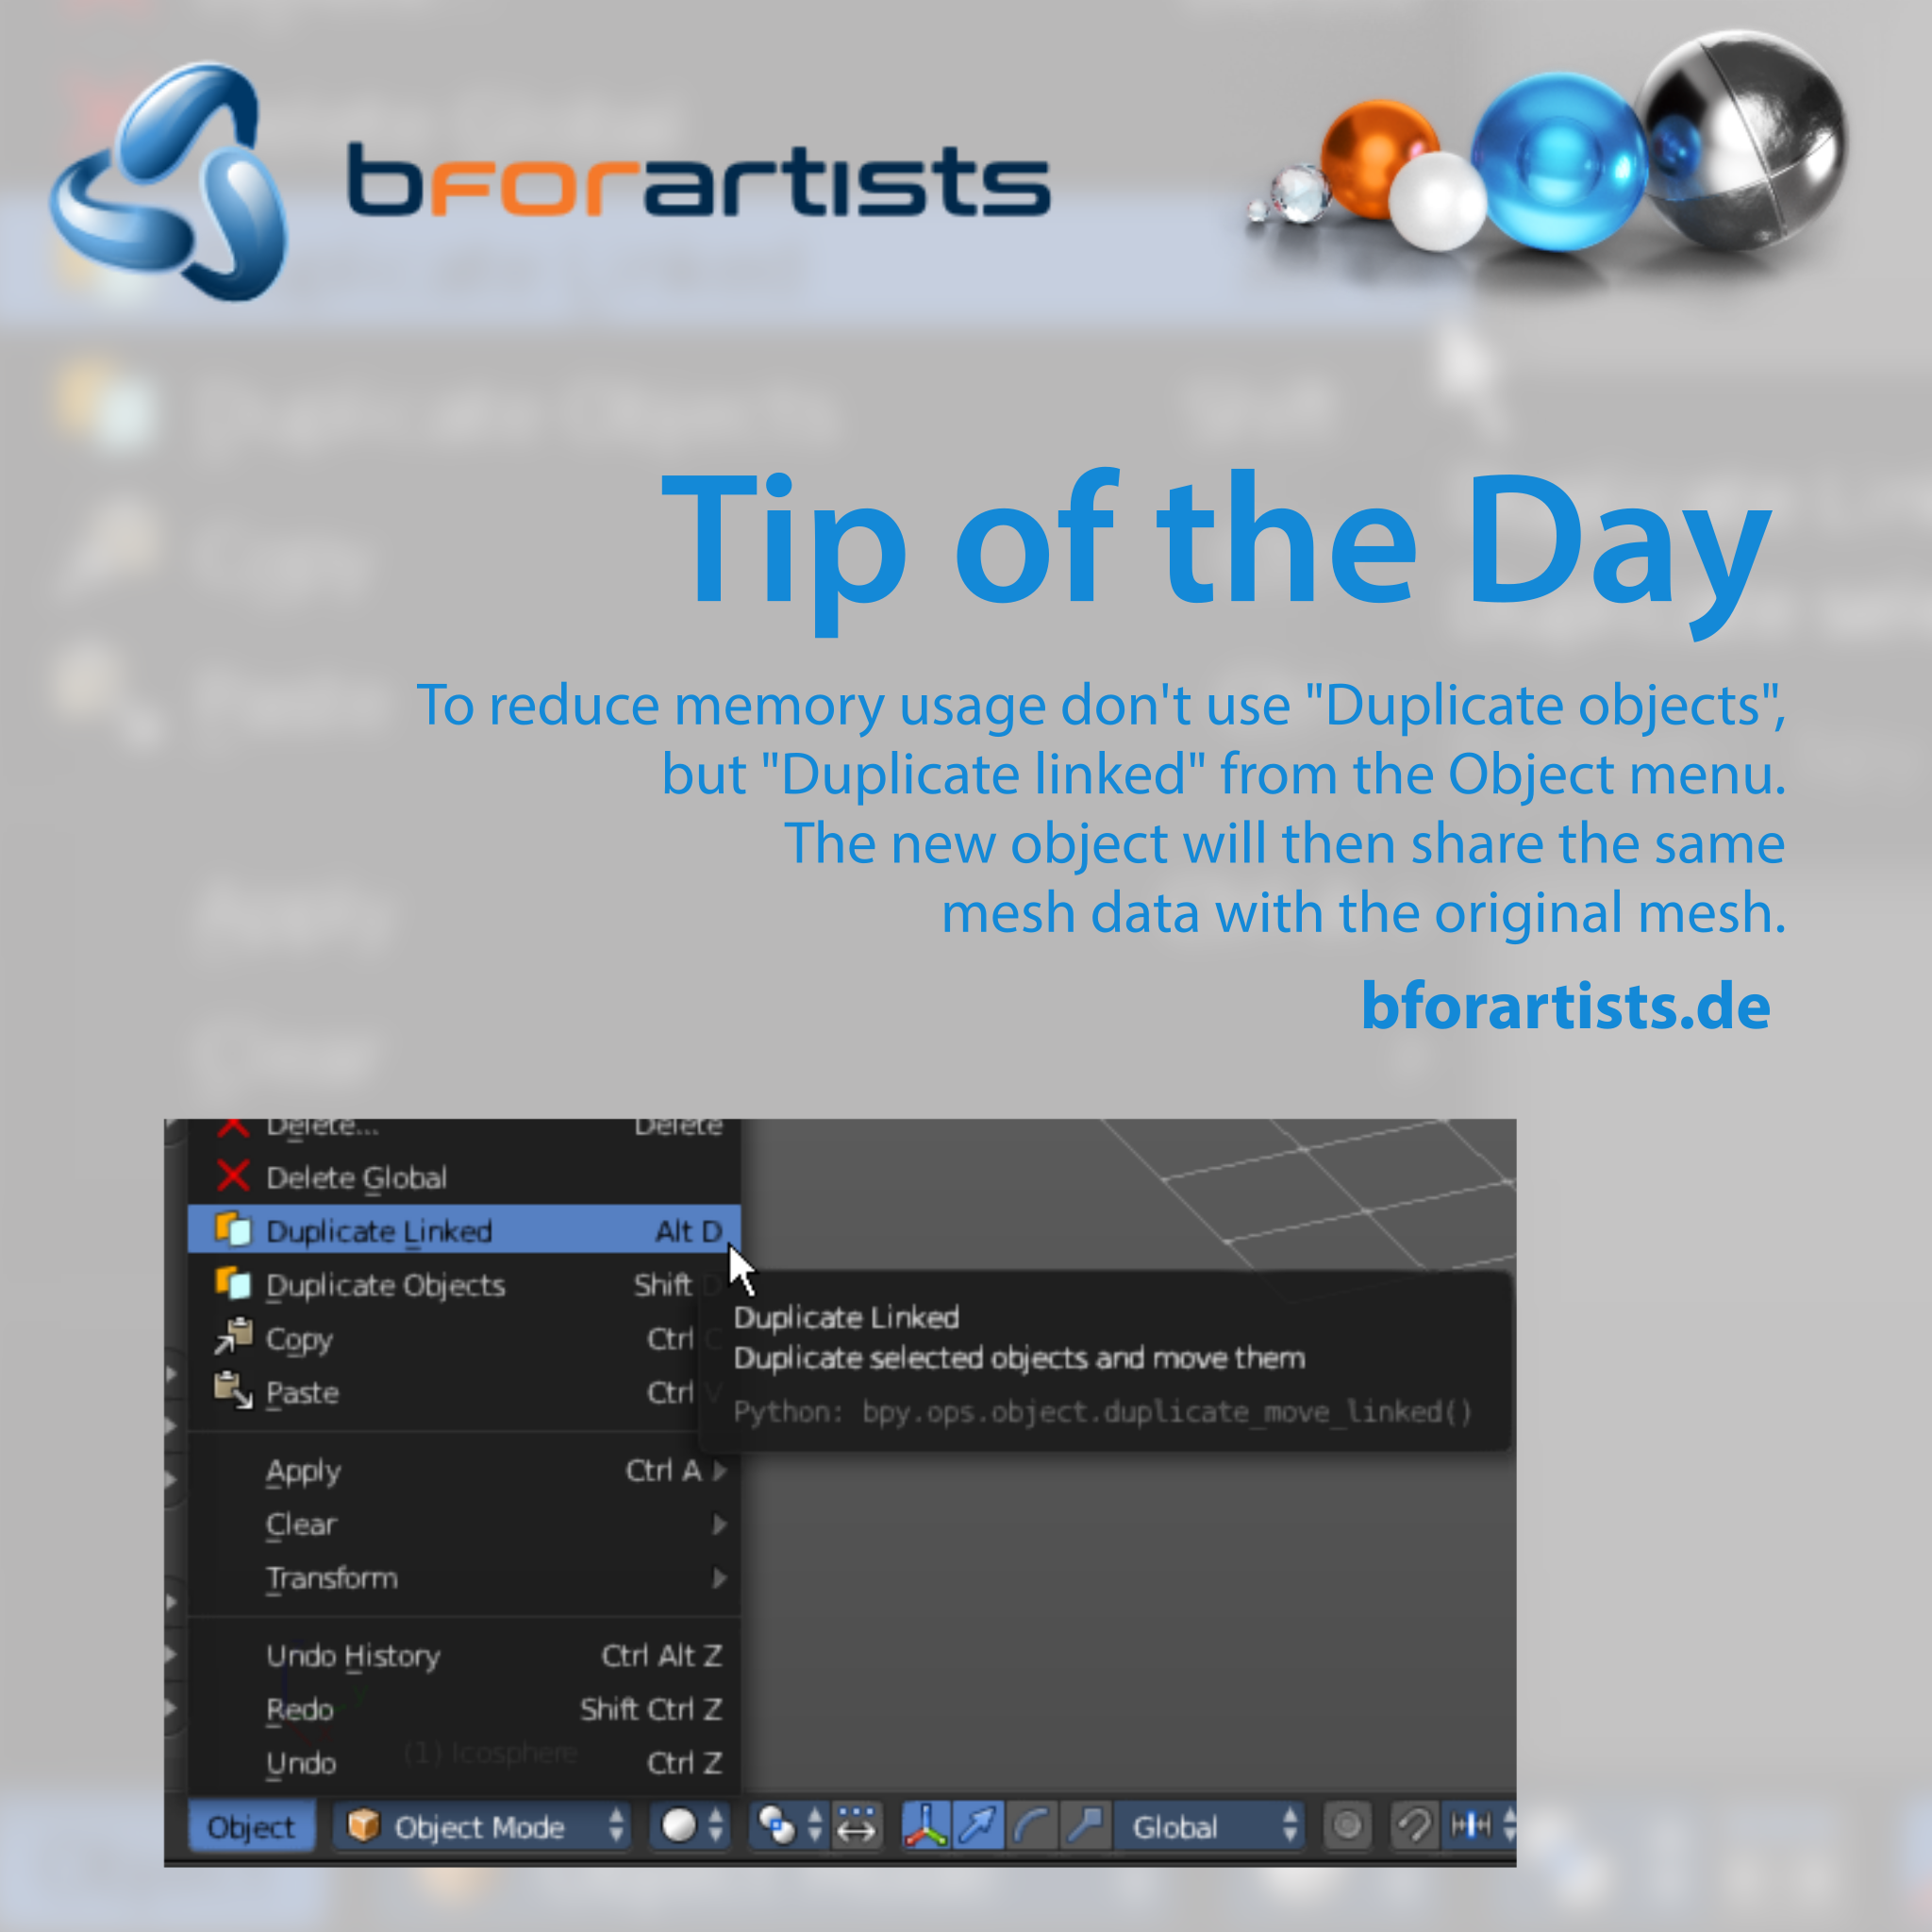 bforartists
Tip of the Day
To reduce memory usage don't use "Duplicate objects",
but "Duplicate linked" from the Object menu.
The new object will then share the same
mesh data with the original mesh.
bforartists.de
Delete... Delete
Delete Global
Duplicate Linked Alt D
Duplicate Objects Shift D
Copy Ctrl C
Paste Ctrl V
Duplicate Linked
Duplicate selected objects and move them
Python: bpy.ops.object.duplicate_move_linked()
Apply Ctrl A
Clear
Transform
Undo History Ctrl Alt Z
Redo Shift Ctrl Z
Undo Ctrl Z
(1) Icosphere
Object Object Mode Global